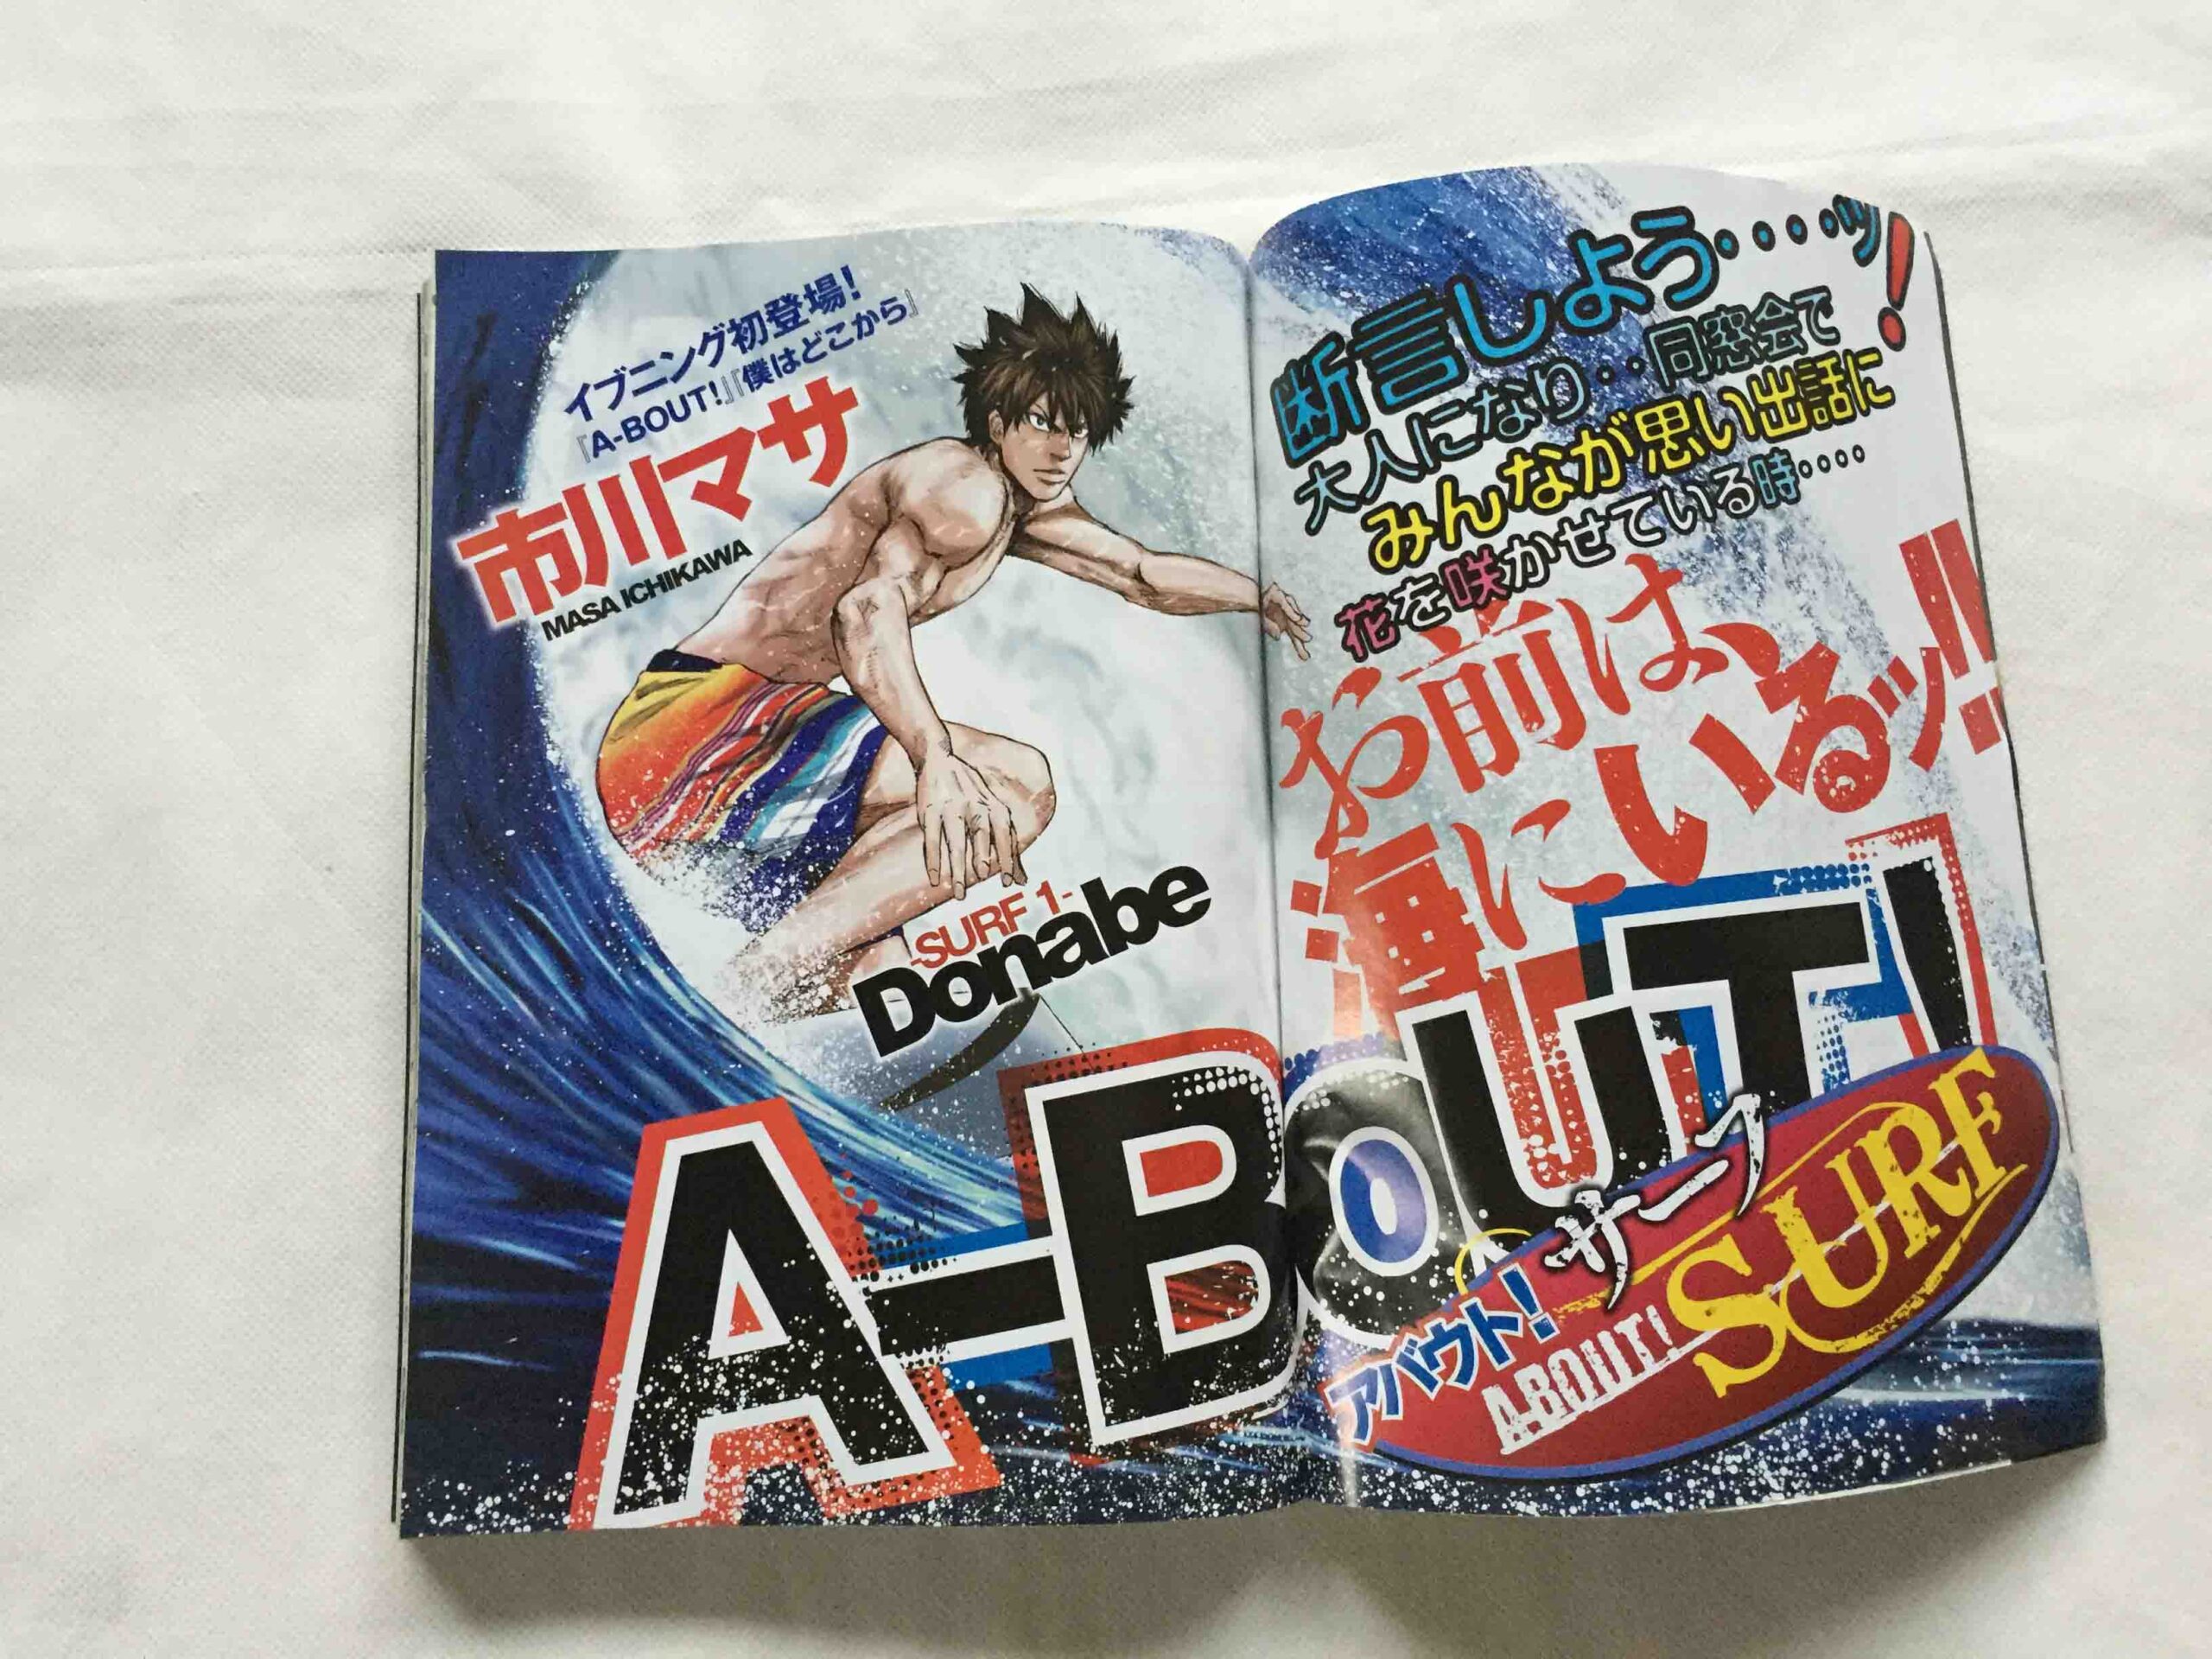 イブニング初登場!
『A-BOUT!』『僕はどこから』
市川マサ
MASA ICHIKAWA
-SURF 1-
Donabe
断言しよう････ッ!
大人になり･･同窓会で
みんなが思い出話に
花を咲かせている時････
お前は、
海にいるッ!!
A-BOUT!
アバウト!サーフ
A-BOUT! SURF